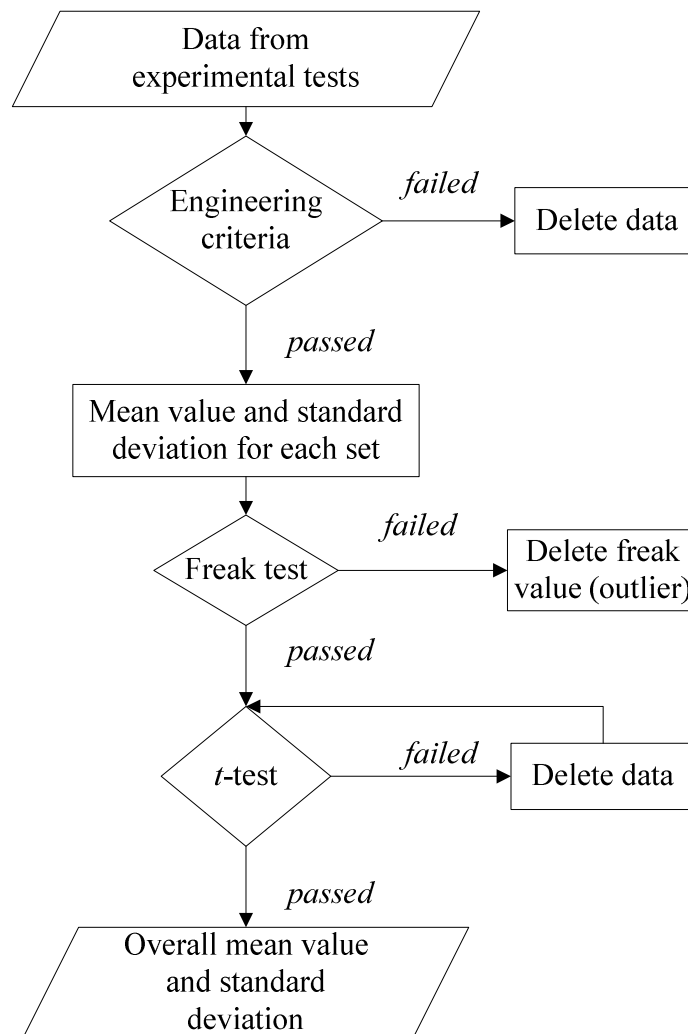 Data from
experimental tests
Engineering
criteria
failed
Delete data
passed
Mean value and standard
deviation for each set
Freak test
failed
Delete freak
value (outlier)
passed
t-test
failed
Delete data
passed
Overall mean value
and standard
deviation